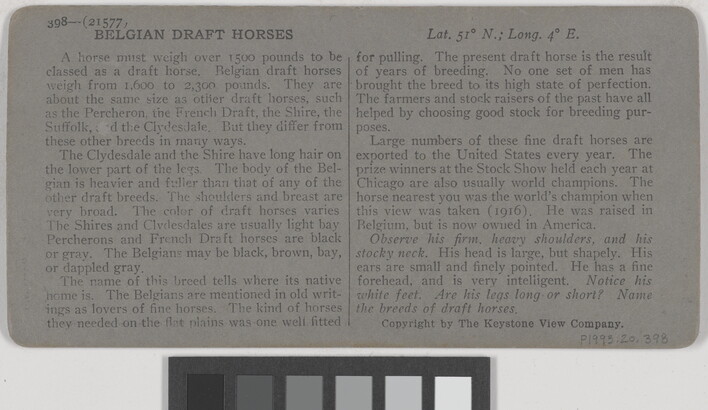 398—(21577)
BELGIAN DRAFT HORSES
Lat. 51° N.; Long. 4° E.
A horse must weigh over 1500 pounds to be
classed as a draft horse. Belgian draft horses
weigh from 1,600 to 2,300 pounds. They are
about the same size as other draft horses, such
as the Percheron, the French Draft, the Shire, the
Suffolk, and the Clydesdale. But they differ from
these other breeds in many ways.
The Clydesdale and the Shire have long hair on
the lower part of the legs. The body of the Bel-
gian is heavier and fuller than that of any of the
other draft breeds. The shoulders and breast are
very broad. The color of draft horses varies
The Shires and Clydesdales are usually light bay
Percherons and French Draft horses are black
or gray. The Belgians may be black, brown, bay,
or dappled gray.
The name of this breed tells where its native
home is. The Belgians are mentioned in old writ-
ings as lovers of fine horses. The kind of horses
they needed on the flat plains was one well fitted
for pulling. The present draft horse is the result
of years of breeding. No one set of men has
brought the breed to its high state of perfection.
The farmers and stock raisers of the past have all
helped by choosing good stock for breeding pur-
poses.
Large numbers of these fine draft horses are
exported to the United States every year. The
prize winners at the Stock Show held each year at
Chicago are also usually world champions. The
horse nearest you was the world's champion when
this view was taken (1916). He was raised in
Belgium, but is now owned in America.
Observe his firm, heavy shoulders, and his
stocky neck. His head is large, but shapely. His
ears are small and finely pointed. He has a fine
forehead, and is very intelligent. Notice his
white feet. Are his legs long or short? Name
the breeds of draft horses.
Copyright by The Keystone View Company.
P1995.20.398